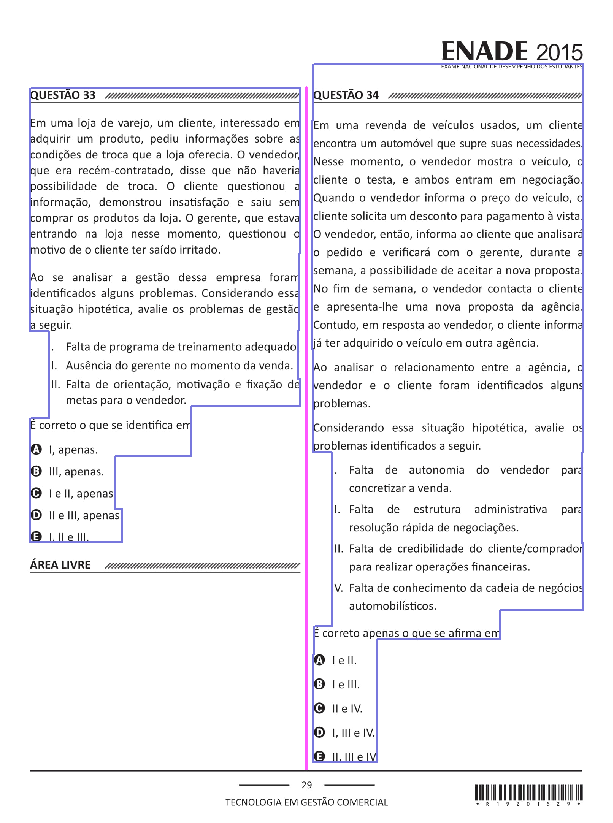 ENADE 2015
EXAME NACIONAL DE DESEMPENHO DOS ESTUDANTES
QUESTÃO 33
Em uma loja de varejo, um cliente, interessado em
adquirir um produto, pediu informações sobre as
condições de troca que a loja oferecia. O vendedor,
que era recém-contratado, disse que não haveria
possibilidade de troca. O cliente questionou a
informação, demonstrou insatisfação e saiu sem
comprar os produtos da loja. O gerente, que estava
entrando na loja nesse momento, questionou o
motivo de o cliente ter saído irritado.
Ao se analisar a gestão dessa empresa foram
identificados alguns problemas. Considerando essa
situação hipotética, avalie os problemas de gestão
a seguir.
I. Falta de programa de treinamento adequado.
II. Ausência do gerente no momento da venda.
III. Falta de orientação, motivação e fixação de
metas para o vendedor.
É correto o que se identifica em
A I, apenas.
B III, apenas.
C I e II, apenas.
D II e III, apenas.
E I, II e III.
ÁREA LIVRE
QUESTÃO 34
Em uma revenda de veículos usados, um cliente
encontra um automóvel que supre suas necessidades.
Nesse momento, o vendedor mostra o veículo, o
cliente o testa, e ambos entram em negociação.
Quando o vendedor informa o preço do veículo, o
cliente solicita um desconto para pagamento à vista.
O vendedor, então, informa ao cliente que analisará
o pedido e verificará com o gerente, durante a
semana, a possibilidade de aceitar a nova proposta.
No fim de semana, o vendedor contacta o cliente
e apresenta-lhe uma nova proposta da agência.
Contudo, em resposta ao vendedor, o cliente informa
já ter adquirido o veículo em outra agência.
Ao analisar o relacionamento entre a agência, o
vendedor e o cliente foram identificados alguns
problemas.
Considerando essa situação hipotética, avalie os
problemas identificados a seguir.
I. Falta de autonomia do vendedor para
concretizar a venda.
II. Falta de estrutura administrativa para
resolução rápida de negociações.
III. Falta de credibilidade do cliente/comprador
para realizar operações financeiras.
IV. Falta de conhecimento da cadeia de negócios
automobilísticos.
É correto apenas o que se afirma em
A I e II.
B I e III.
C II e IV.
D I, III e IV.
E II, III e IV.
29
TECNOLOGIA EM GESTÃO COMERCIAL
*R19201529*